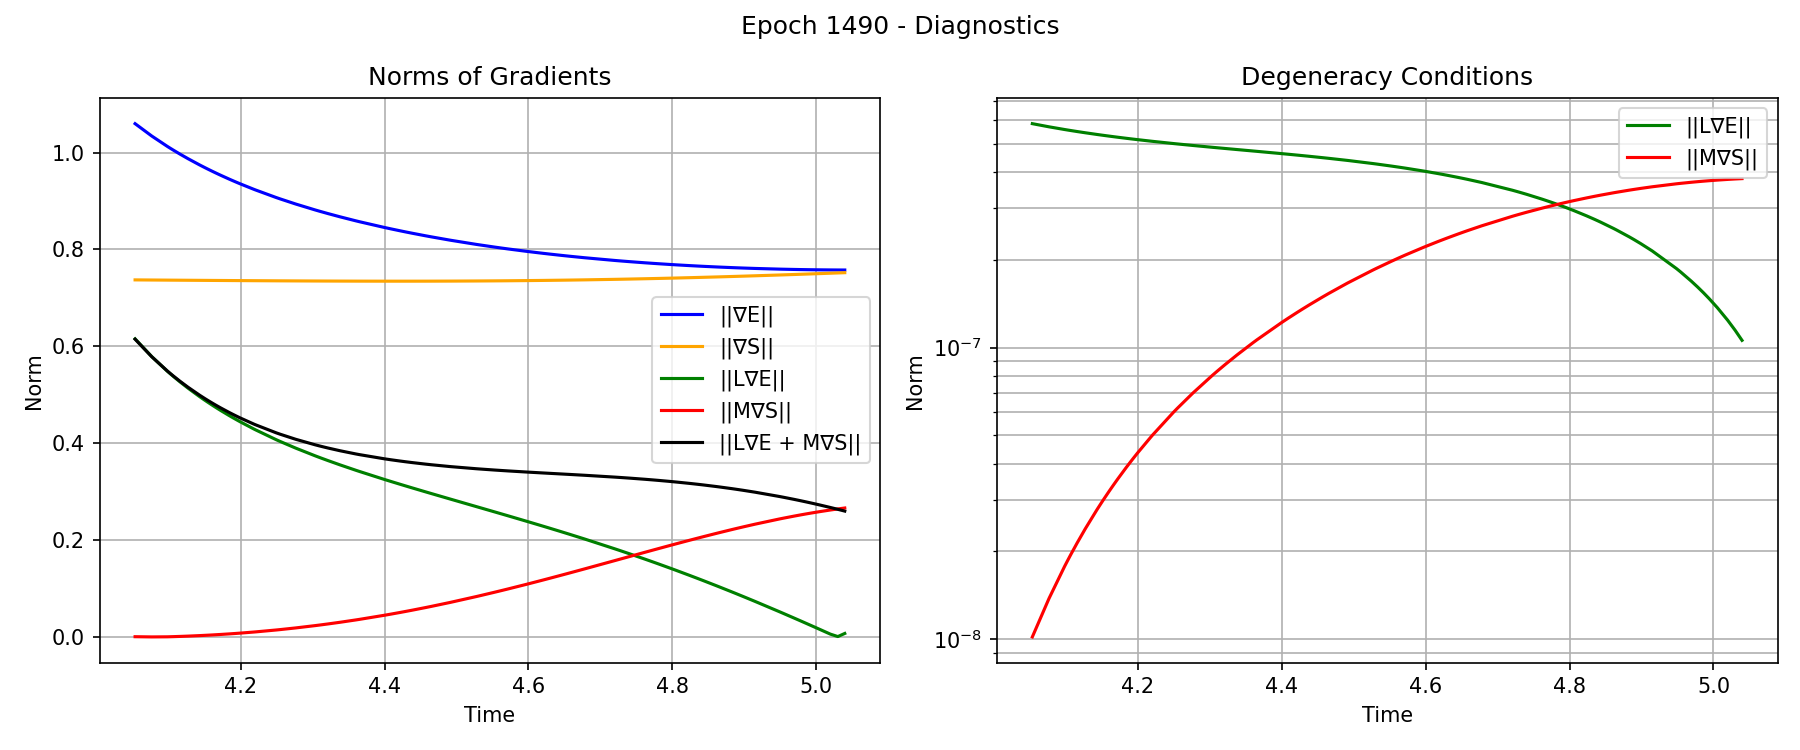 Epoch 1490 - Diagnostics
Norms of Gradients
Norm
1.0
0.8
0.6
0.4
0.2
0.0
||∇E||
||∇S||
||L∇E||
||M∇S||
||L∇E + M∇S||
4.2 4.4 4.6 4.8 5.0
Time
Degeneracy Conditions
Norm
10⁻⁷
10⁻⁸
||L∇E||
||M∇S||
4.2 4.4 4.6 4.8 5.0
Time